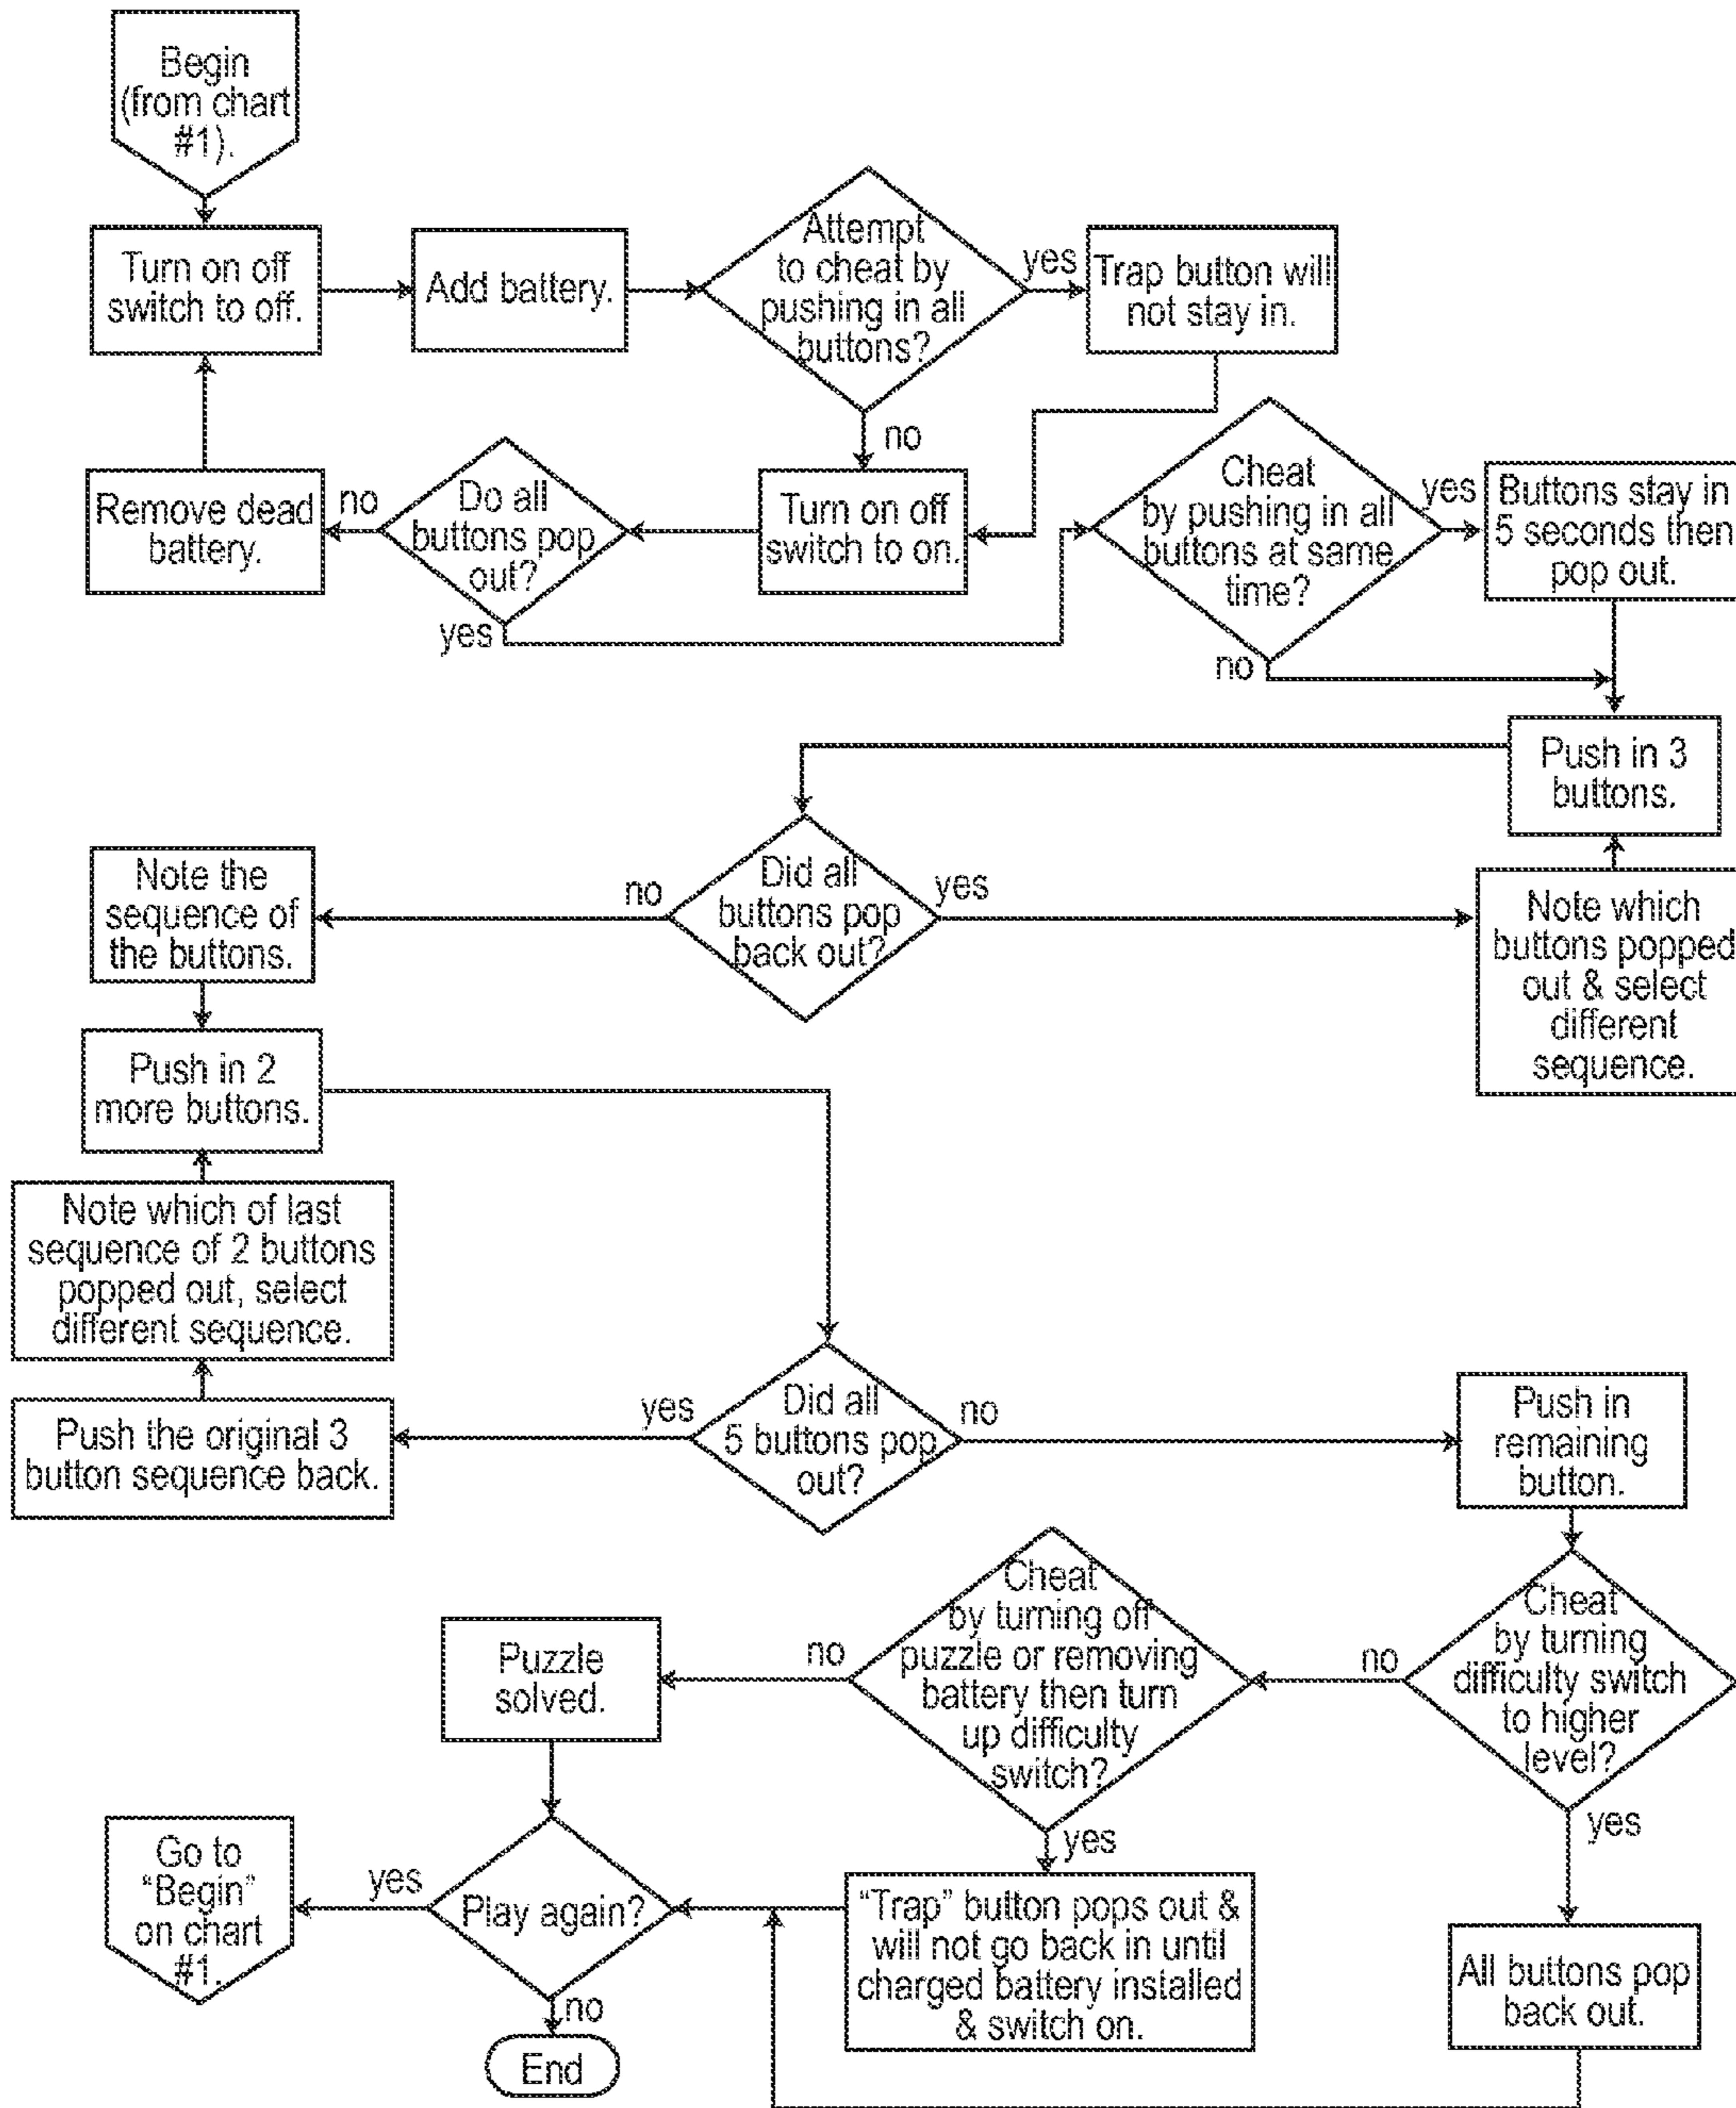 Begin
(from chart
#1).
Turn on off
switch to off.
Add battery.
Attempt
to cheat by
pushing in all
buttons?
yes
Trap button will
not stay in.
no
Remove dead
battery.
no
Do all
buttons pop
out?
yes
Turn on off
switch to on.
Cheat
by pushing in all
buttons at same
time?
yes
no
Buttons stay in
5 seconds then
pop out.
Push in 3
buttons.
Note the
sequence of
the buttons.
no
Did all
buttons pop
back out?
yes
Note which
buttons popped
out & select
different
sequence.
Push in 2
more buttons.
Note which of last
sequence of 2 buttons
popped out, select
different sequence.
Push the original 3
button sequence back.
yes
Did all
5 buttons pop
out?
no
Push in
remaining
button.
Puzzle
solved.
no
Cheat
by turning off
puzzle or removing
battery then turn
up difficulty
switch?
yes
no
Cheat
by turning
difficulty switch
to higher
level?
yes
Go to
“Begin”
on chart
#1.
yes
Play again?
no
End
“Trap” button pops out &
will not go back in until
charged battery installed
& switch on.
All buttons pop
back out.